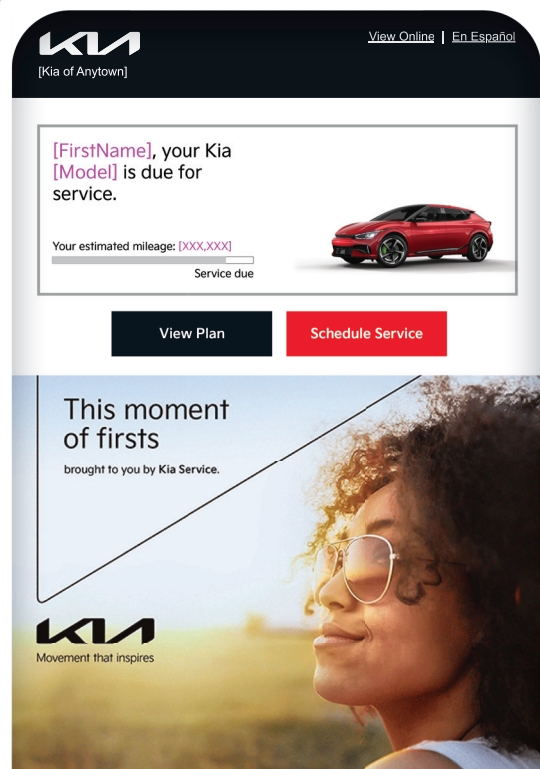 KIA
View Online | En Español
[Kia of Anytown]
[FirstName], your Kia
[Model] is due for
service.
Your estimated mileage: [XXX,XXX]
Service due
View Plan
Schedule Service
This moment
of firsts
brought to you by Kia Service.
KIA
Movement that inspires